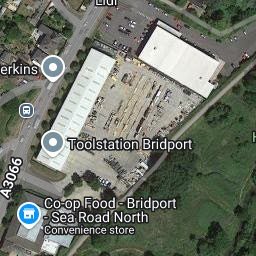 Lidl
erkins
Toolstation Bridport
A3066
Co-op Food - Bridport
- Sea Road North
Convenience store